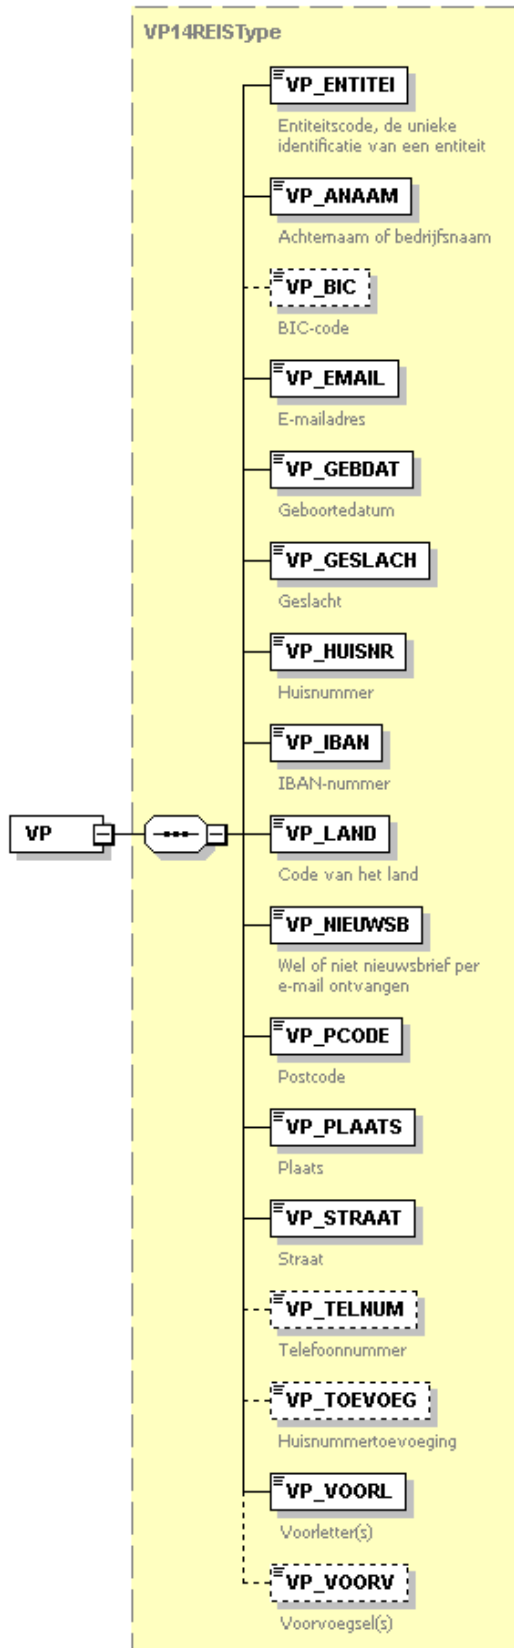 VP14REISType
VP_ENTITEI
Entiteitscode, de unieke
identificatie van een entiteit
VP_ANAAM
Achternaam of bedrijfsnaam
VP_BIC
BIC-code
VP_EMAIL
E-mailadres
VP_GEBDAT
Geboortedatum
VP_GESLACH
Geslacht
VP_HUISNR
Huisnummer
VP_IBAN
IBAN-nummer
VP
VP_LAND
Code van het land
VP_NIEUWSB
Wel of niet nieuwsbrief per
e-mail ontvangen
VP_PCODE
Postcode
VP_PLAATS
Plaats
VP_STRAAT
Straat
VP_TELNUM
Telefoonnummer
VP_TOEVOEG
Huisnummertoevoeging
VP_VOORL
Voorletter(s)
VP_VOORV
Voorvoegsel(s)